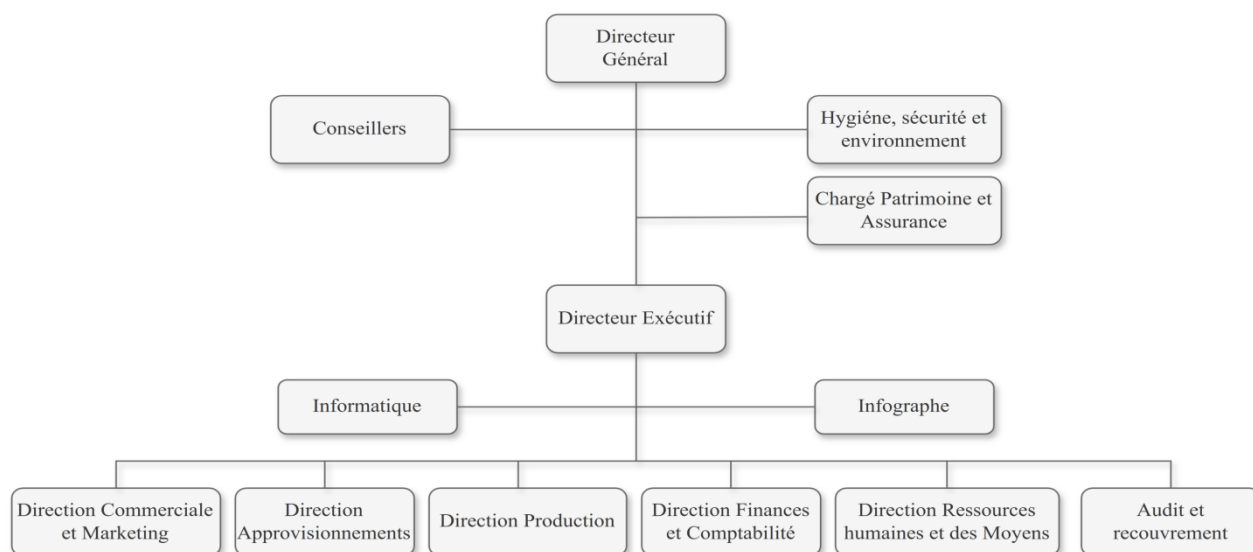 Directeur
Général
Conseillers
Hygiéne, sécurité et
environnement
Chargé Patrimoine et
Assurance
Directeur Exécutif
Informatique
Infographe
Direction Commerciale
et Marketing
Direction
Approvisionnements
Direction Production
Direction Finances
et Comptabilité
Direction Ressources
humaines et des Moyens
Audit et
recouvrement